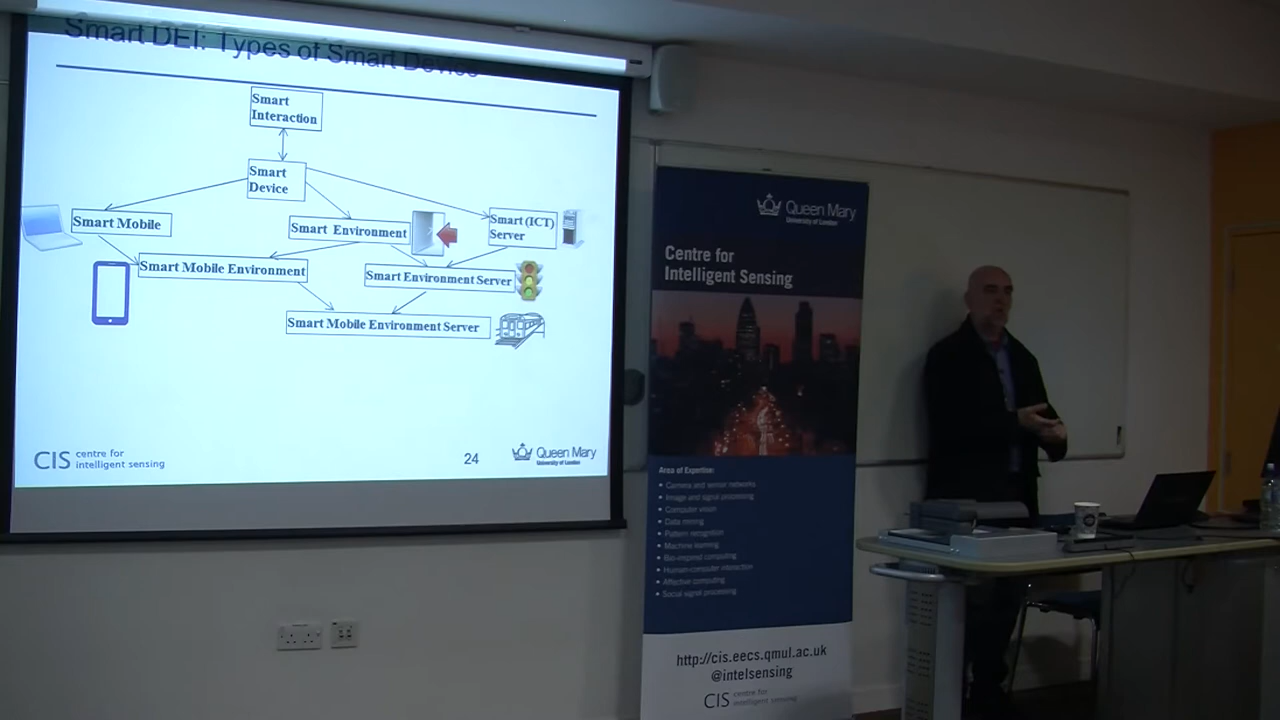 Smart DEI: Types of Smart Device
Smart
Interaction
Smart
Device
Smart Mobile
Smart Environment
Smart (ICT)
Server
Smart Mobile Environment
Smart Environment Server
Smart Mobile Environment Server
CIS centre for
intelligent sensing
24
Queen Mary
University of London
Queen Mary
University of London
Centre for
Intelligent Sensing
Area of Expertise:
• Camera and sensor networks
• Image and signal processing
• Computer vision
• Data mining
• Pattern recognition
• Machine learning
• Bio-inspired computing
• Human-computer interaction
• Affective computing
• Social signal processing
http://cis.eecs.qmul.ac.uk
@intelsensing
CIS centre for
intelligent sensing